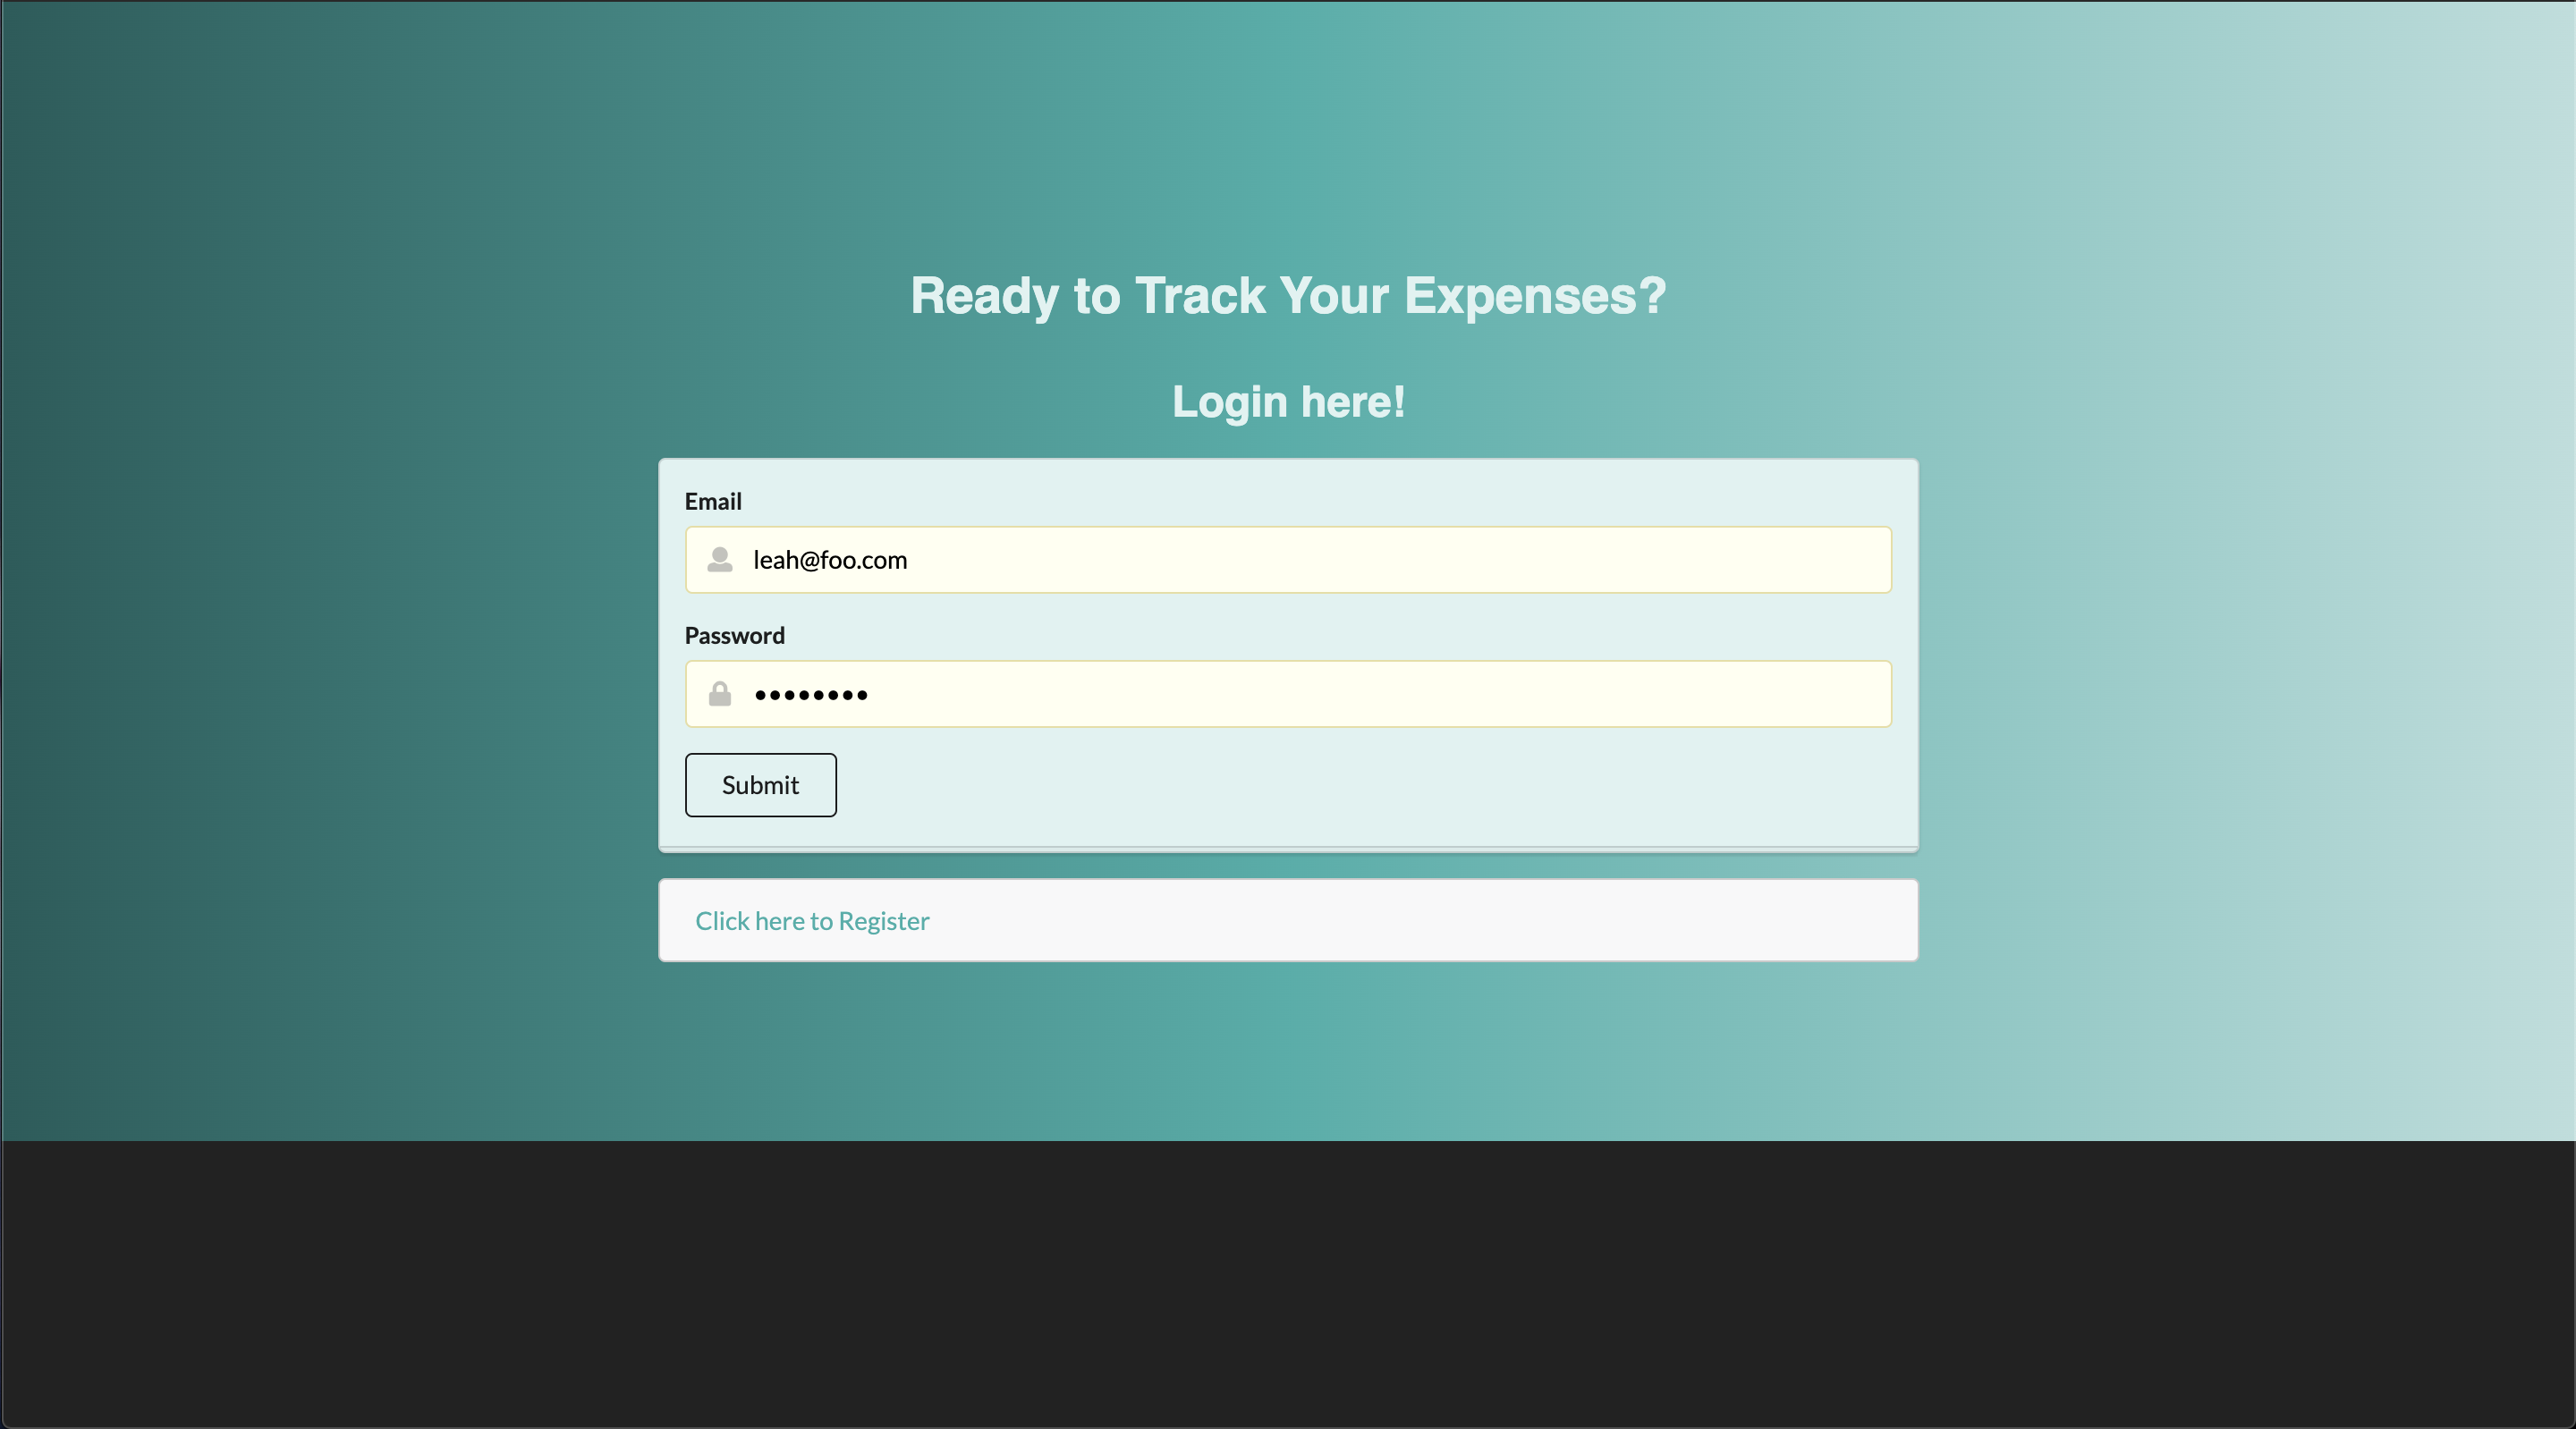 Ready to Track Your Expenses?
Login here!
Email
leah@foo.com
Password
••••••••
Submit
Click here to Register